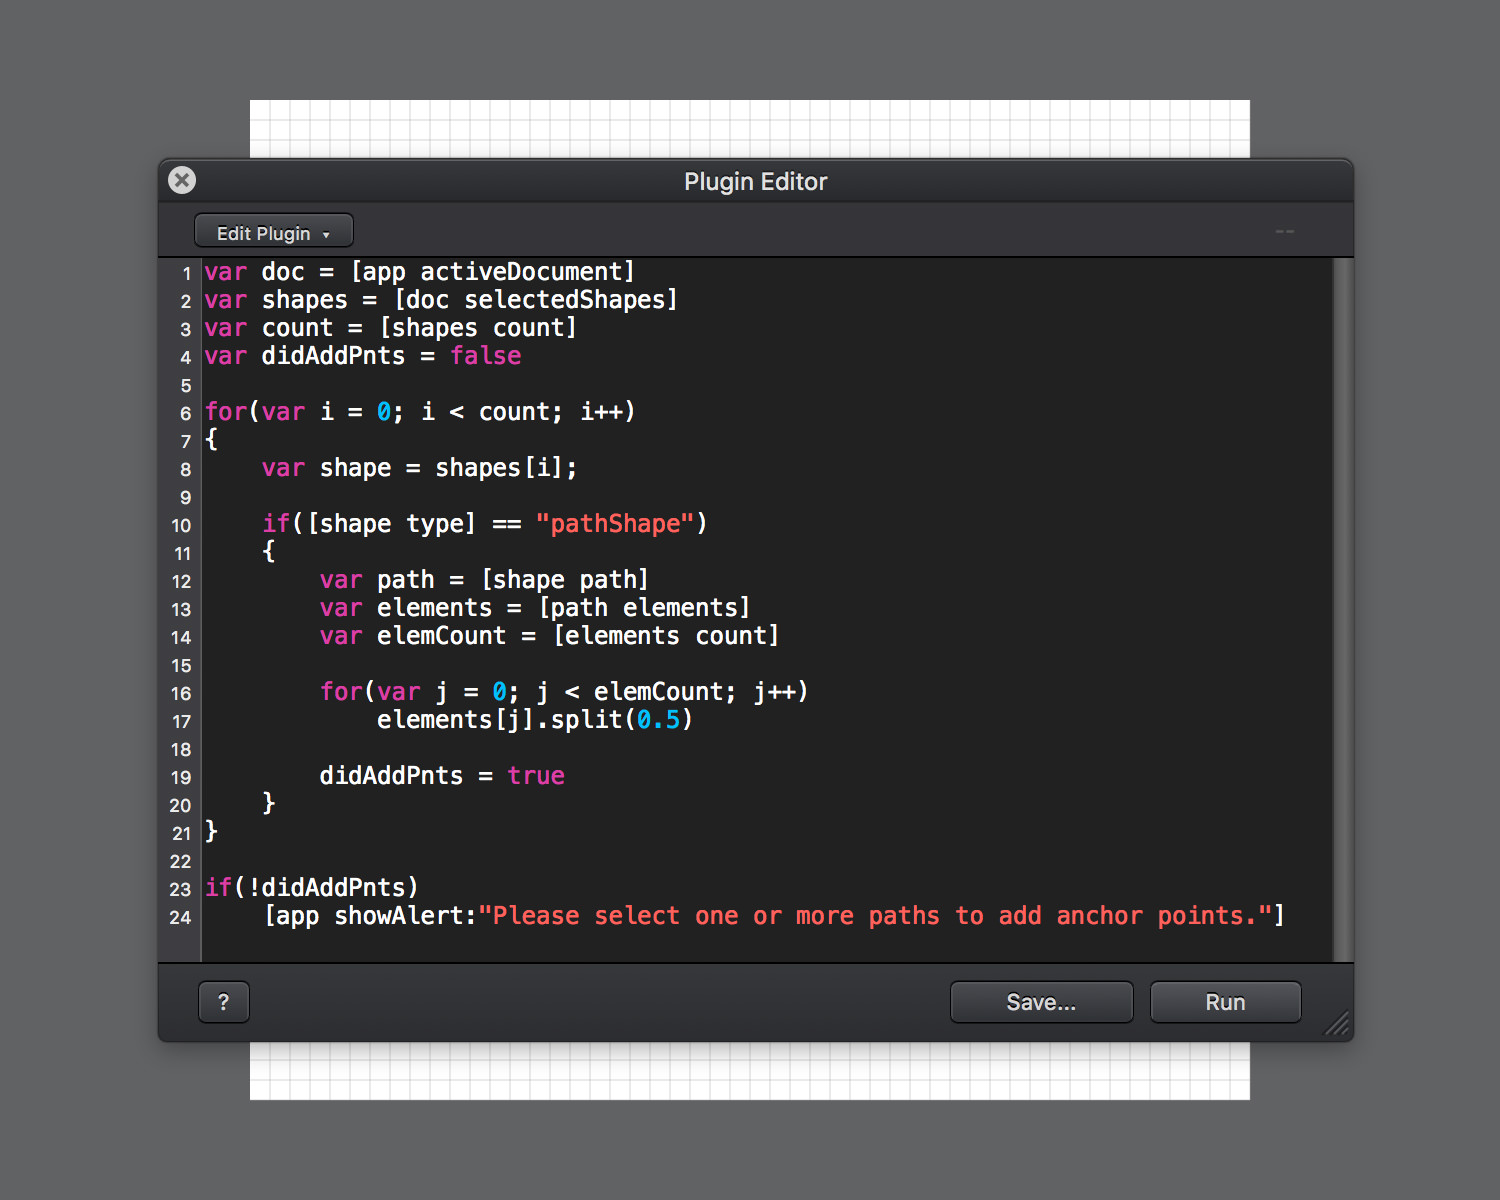 Plugin Editor
Edit Plugin ▾
--
1 var doc = [app activeDocument]
2 var shapes = [doc selectedShapes]
3 var count = [shapes count]
4 var didAddPnts = false
5
6 for(var i = 0; i < count; i++)
7 {
8     var shape = shapes[i];
9
10     if([shape type] == "pathShape")
11     {
12         var path = [shape path]
13         var elements = [path elements]
14         var elemCount = [elements count]
15
16         for(var j = 0; j < elemCount; j++)
17             elements[j].split(0.5)
18
19         didAddPnts = true
20     }
21 }
22
23 if(!didAddPnts)
24     [app showAlert:"Please select one or more paths to add anchor points."]
? Save... Run